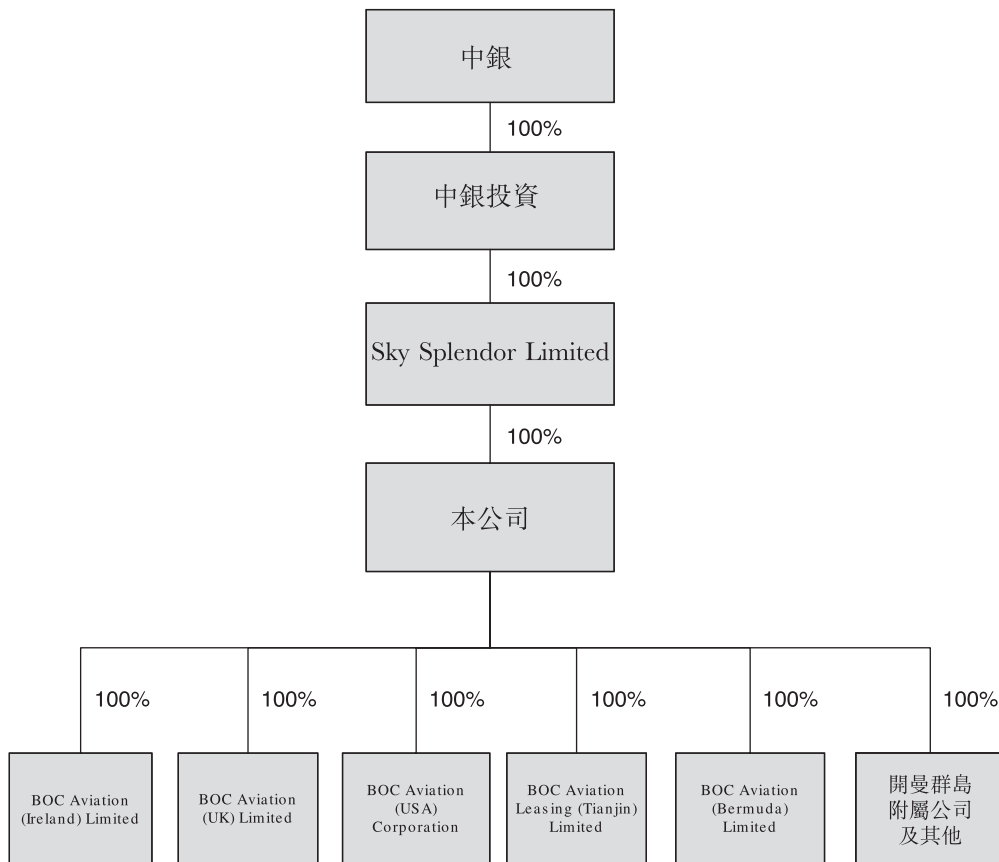 中銀
100%
中銀投資
100%
Sky Splendor Limited
100%
本公司
100%
100%
100%
100%
100%
100%
BOC Aviation
(Ireland) Limited
BOC Aviation
(UK) Limited
BOC Aviation
(USA)
Corporation
BOC Aviation
Leasing (Tianjin)
Limited
BOC Aviation
(Bermuda)
Limited
開曼群島
附屬公司
及其他